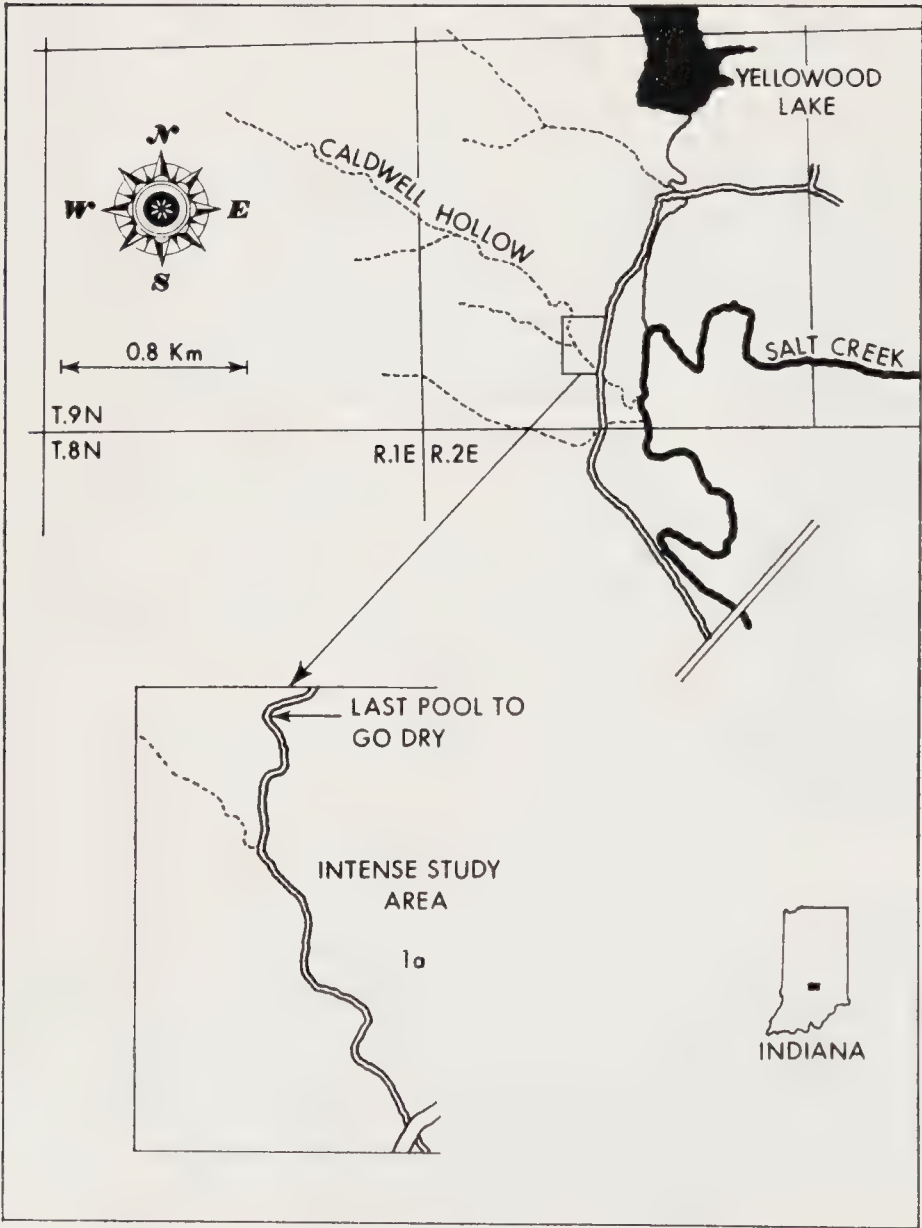 YELLOWOOD
LAKE
CALDWELL HOLLOW
N
W E
S
0.8 Km
SALT CREEK
T.9N
T.8N
R.1E R.2E
LAST POOL TO
GO DRY
INTENSE STUDY
AREA
1a
INDIANA